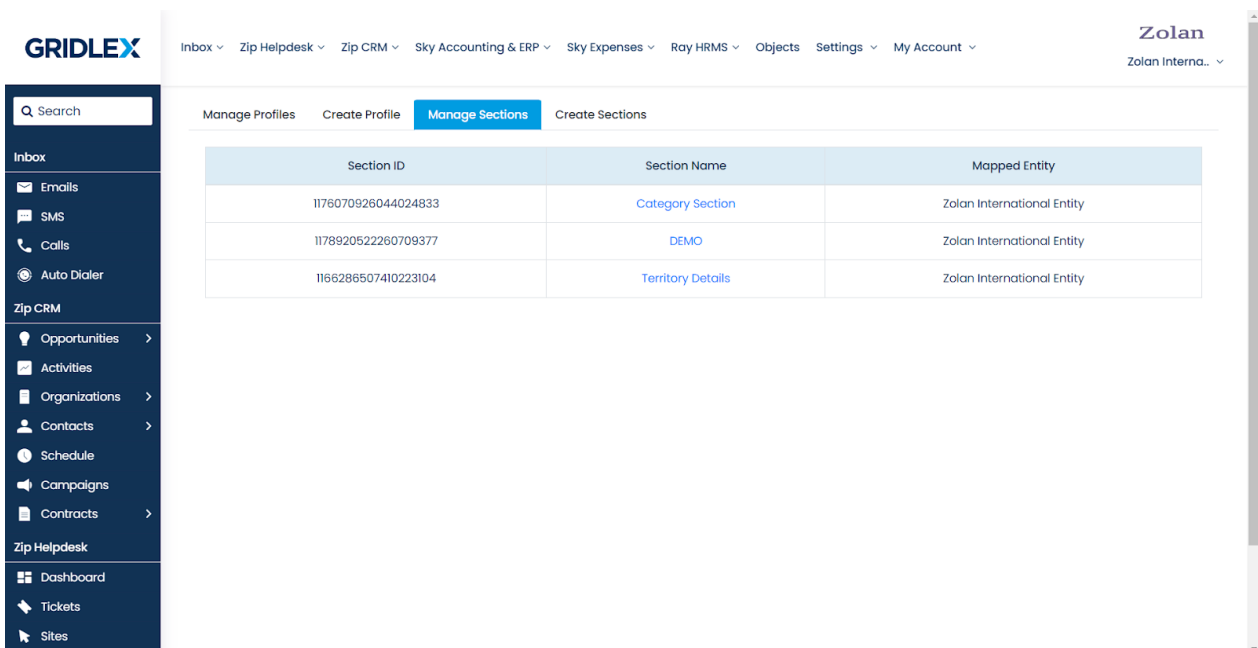 GRIDLEX
Inbox Zip Helpdesk Zip CRM Sky Accounting & ERP Sky Expenses Ray HRMS Objects Settings My Account
Zolan
Zolan Interna..
Search
Inbox
Emails
SMS
Calls
Auto Dialer
Zip CRM
Opportunities
Activities
Organizations
Contacts
Schedule
Campaigns
Contracts
Zip Helpdesk
Dashboard
Tickets
Sites
Manage Profiles Create Profile Manage Sections Create Sections
Section ID Section Name Mapped Entity
1176070926044024833 Category Section Zolan International Entity
1178920522260709377 DEMO Zolan International Entity
1166286507410223104 Territory Details Zolan International Entity